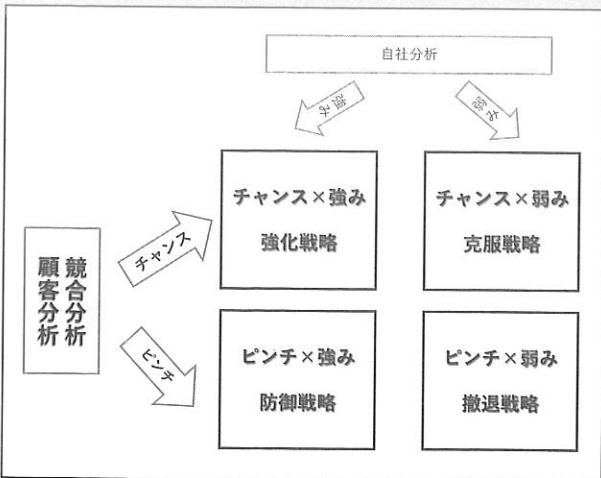 自社分析
強み
弱み
チャンス×強み
強化戦略
チャンス×弱み
克服戦略
競合分析
顧客分析
チャンス
ピンチ
ピンチ×強み
防御戦略
ピンチ×弱み
撤退戦略